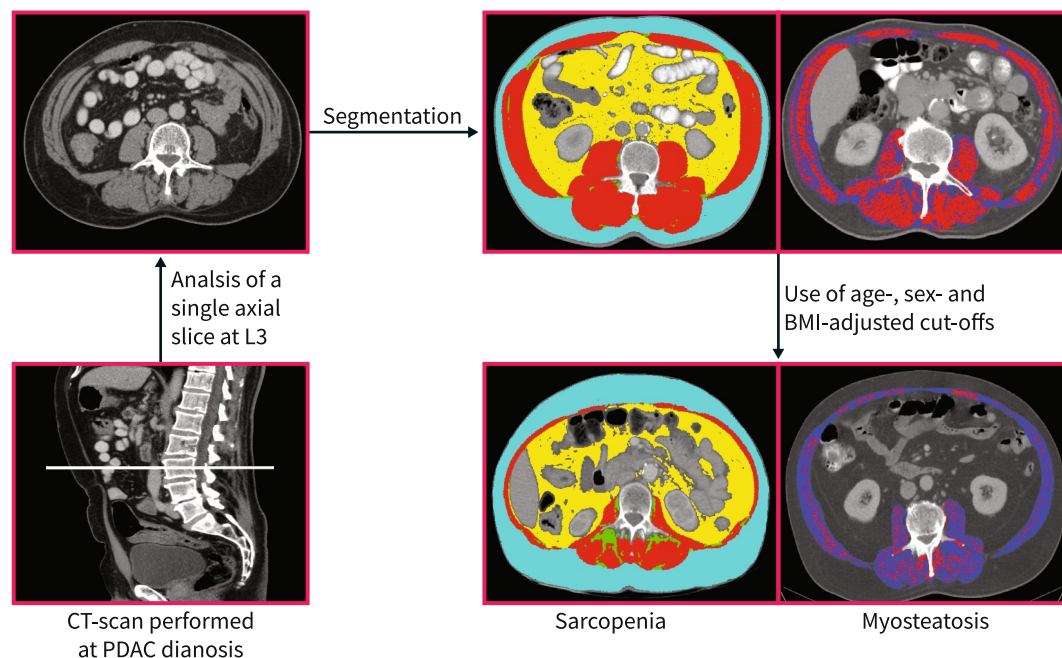 Segmentation
Analsis of a
single axial
slice at L3
Use of age-, sex- and
BMI-adjusted cut-offs
CT-scan performed
at PDAC dianosis
Sarcopenia
Myosteatosis